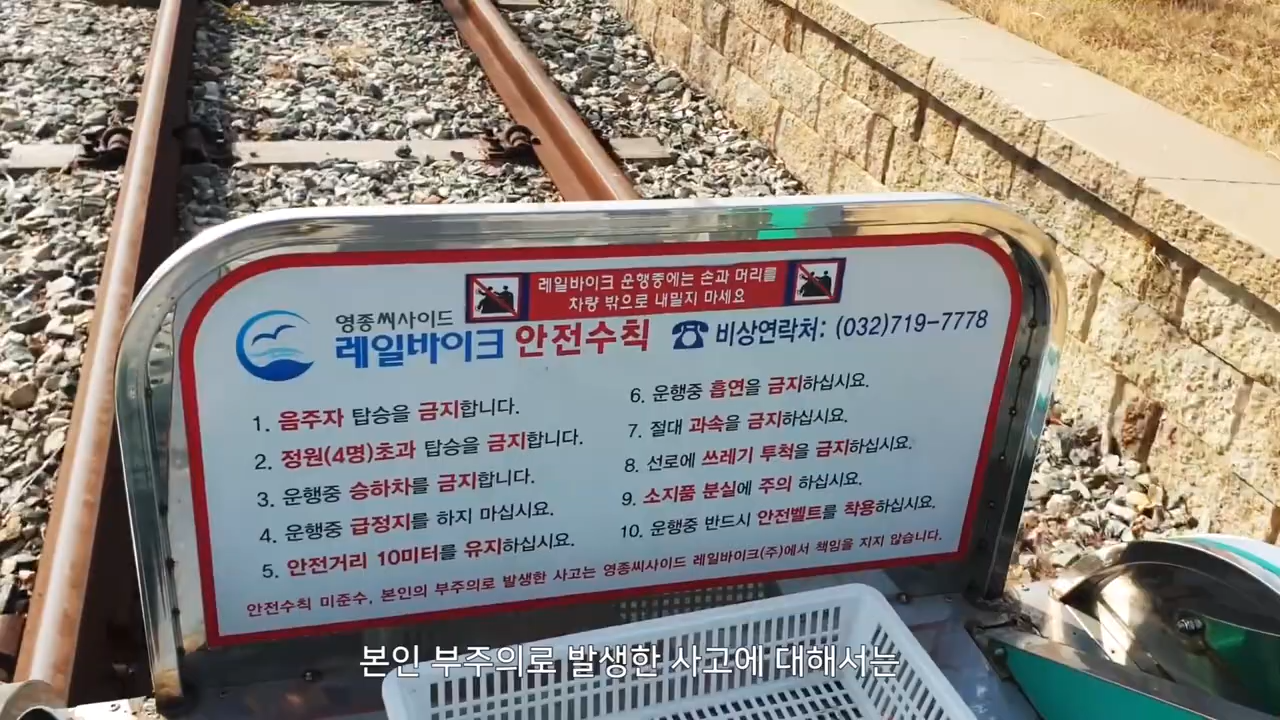 레일바이크 운행중에는 손과 머리를
차량 밖으로 내밀지 마세요
영종씨사이드
레일바이크 안전수칙 ☎ 비상연락처: (032)719-7778
1. 음주자 탑승을 금지합니다.
2. 정원(4명)초과 탑승을 금지합니다.
3. 운행중 승하차를 금지합니다.
4. 운행중 급정지를 하지 마십시요.
5. 안전거리 10미터를 유지하십시요.
6. 운행중 흡연을 금지하십시요.
7. 절대 과속을 금지하십시요.
8. 선로에 쓰레기 투척을 금지하십시요.
9. 소지품 분실에 주의 하십시요.
10. 운행중 반드시 안전벨트를 착용하십시요.
안전수칙 미준수, 본인의 부주의로 발생한 사고는 영종씨사이드 레일바이크(주)에서 책임을 지지 않습니다.
본인 부주의로 발생한 사고에 대해서는